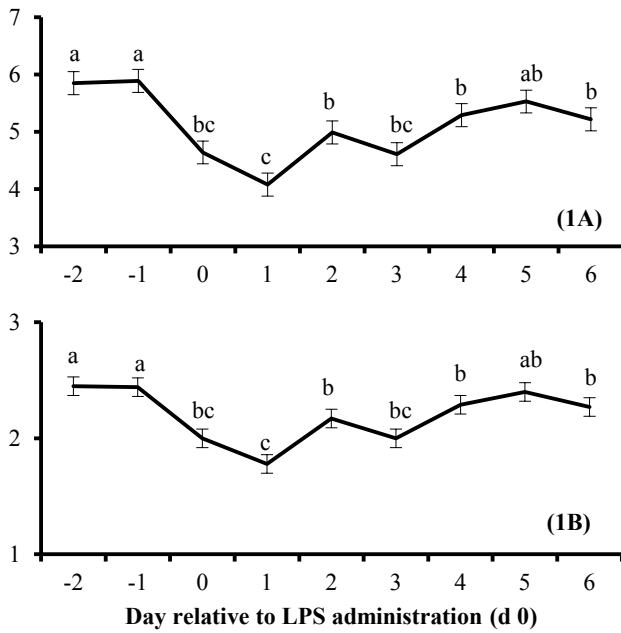 7
a a
6
ab
b
bc b b
5
bc
c
4
(1A)
3
-2 -1 0 1 2 3 4 5 6
3
a a
ab
b b
b
bc bc
c
2
(1B)
1
-2 -1 0 1 2 3 4 5 6
Day relative to LPS administration (d 0)